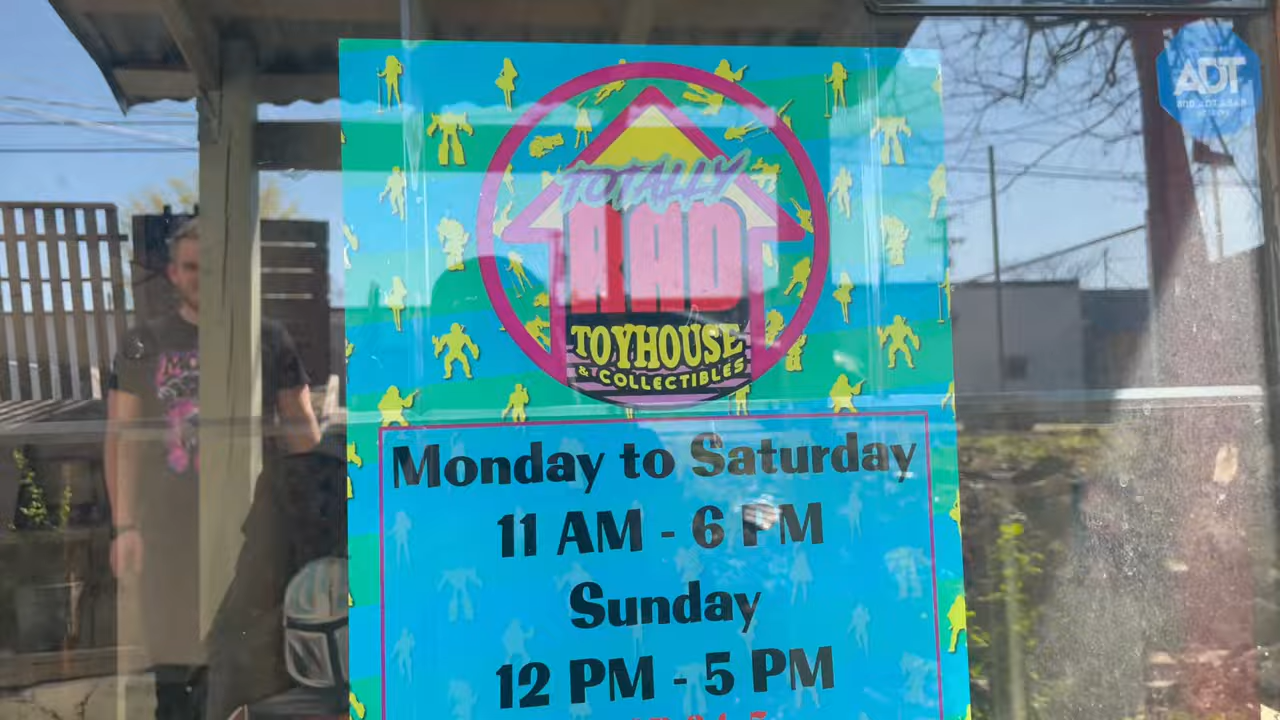 TOTALLY
RAD
TOYHOUSE
& COLLECTIBLES
Monday to Saturday
11 AM - 6 PM
Sunday
12 PM - 5 PM
ADT